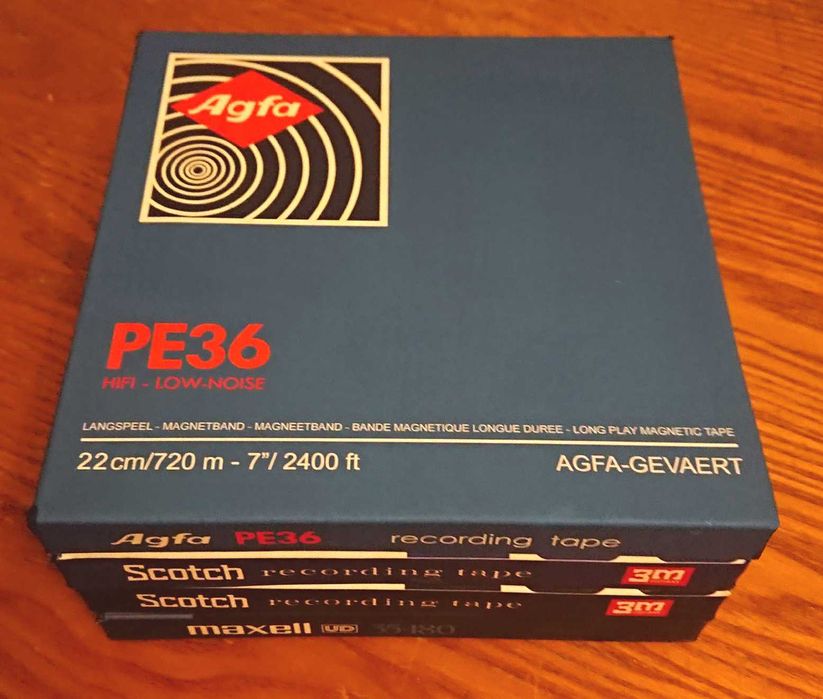 Agfa
PE36
HIFI - LOW-NOISE
LANGSPEEL - MAGNETBAND - MAGNEETBAND - BANDE MAGNETIQUE LONGUE DUREE - LONG PLAY MAGNETIC TAPE
22cm/720 m - 7"/ 2400 ft AGFA-GEVAERT
Agfa PE36 recording tape
Scotch recording tape 3m
Scotch recording tape 3m
maxell UD 35-180